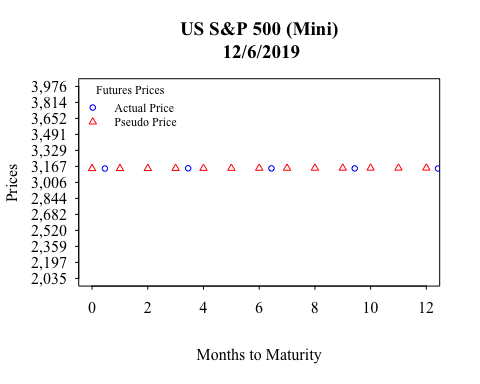 US S&P 500 (Mini)
12/6/2019
Futures Prices
Actual Price
Pseudo Price
Prices
3,976
3,814
3,652
3,491
3,329
3,167
3,006
2,844
2,682
2,520
2,359
2,197
2,035
0 2 4 6 8 10 12
Months to Maturity